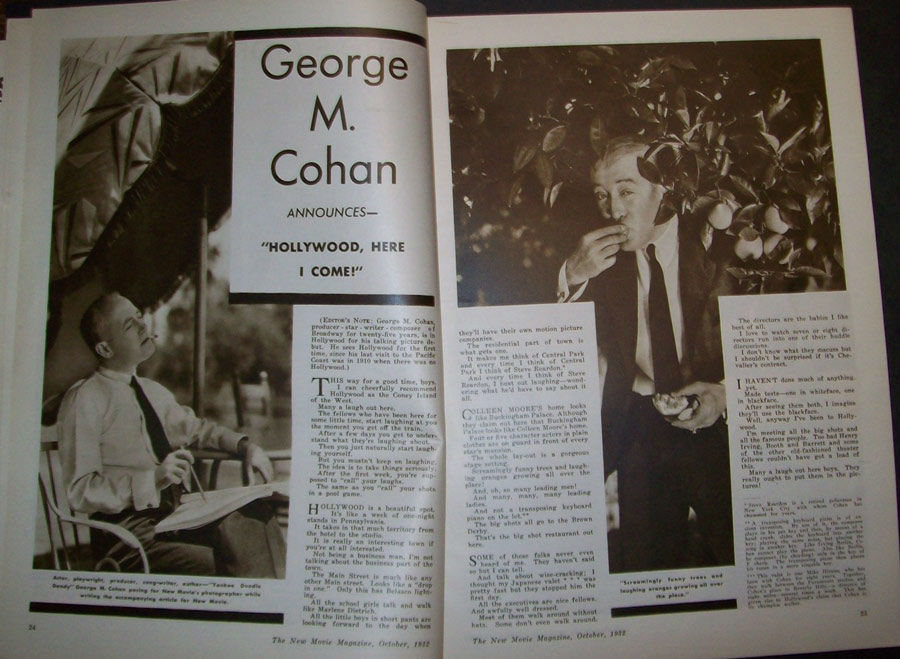 George
M.
Cohan
ANNOUNCES—
"HOLLYWOOD, HERE
I COME!"
(EDITOR'S NOTE: George M. Cohan,
producer-star-writer-composer of
Broadway for twenty-five years, is in
Hollywood for his talking picture de-
but. He sees Hollywood for the first
time, since his last visit to the Pacific
Coast was in 1910 when there was no
Hollywood.)
THIS way for a good time, boys.
I can cheerfully recommend
Hollywood as the Coney Island
of the West.
Many a laugh out here.
The fellows who have been here for
some little time, start laughing at you
the moment you get off the train.
After a few days you get to under-
stand what they're laughing about.
Then you just naturally start laugh-
ing yourself.
But you mustn't keep on laughing.
The idea is to take things seriously.
After the first week, you're sup-
posed to "call" your laughs.
The same as you "call" your shots
in a pool game.
HOLLYWOOD is a beautiful spot.
It's like a week of one-night
stands in Pennsylvania.
It takes in that much territory from
the hotel to the studio.
It is really an interesting town if
you're at all interested.
Not being a business man, I'm not
talking about the business part of the
town.
The Main Street is much like any
other Main street. Looks like a "drop
in one." Only this has Belasco light-
ing.
All the school girls talk and walk
like Marlene Dietrich.
All the little boys in short pants are
looking forward to the day when
Actor, playwright, producer, song-writer, author—"Yankee Doodle
Dandy" George M. Cohan posing for New Movie's photographer while
writing the accompanying article for New Movie.
24
The New Movie Magazine, October, 1932
they'll have their own motion picture
companies.
The residential part of town is
what gets one.
It makes me think of Central Park
and every time I think of Central
Park I think of Steve Reardon.*
And every time I think of Steve
Reardon, I bust out laughing—wond-
ering what he'd have to say about it
all.
COLLEEN MOORE'S home looks
like Buckingham Palace. Although
they claim out here that Buckingham
Palace looks like Colleen Moore's home.
Four or five character actors in plain
clothes are on guard in front of every
star's mansion.
The whole lay-out is a gorgeous
stage setting.
Screamingly funny trees and laugh-
ing oranges growing all over the
place!
And, oh, so many leading men!
And many, many, many leading
ladies.
And not a transposing keyboard
piano on the lot.**
The big shots all go to the Brown
Derby.
That's the big spot restaurant out
here.
SOME of these folks never even
heard of me. They haven't said
so but I can tell.
And talk about wise-cracking; I
thought my Japanese valet*** was
pretty fast but they stopped him the
first day.
All the executives are nice fellows.
And awfully well dressed.
Most of them walk around without
hats. Some don't even walk around.
The New Movie Magazine, October, 1932
"Screamingly funny trees and
laughing oranges growing all over
the place."
The directors are the babies I like
best of all.
I love to watch seven or eight di-
rectors run into one of their huddle
discussions.
I don't know what they discuss but
I shouldn't be surprised if it's Che-
valier's contract.
I HAVEN'T done much of anything,
yet.
Made tests—one in whiteface, one
in blackface.
After seeing them both, I imagine
they'll use the blackface.
Well, anyway, I've been to Holly-
wood.
I'm meeting all the big shots and
all the famous people. Too bad Henry
Irving, Booth and Barrett and some
of the other old-fashioned theater
fellows couldn't have got a load of
this.
Many a laugh out here boys. They
really ought to put them in the pic-
tures!
25